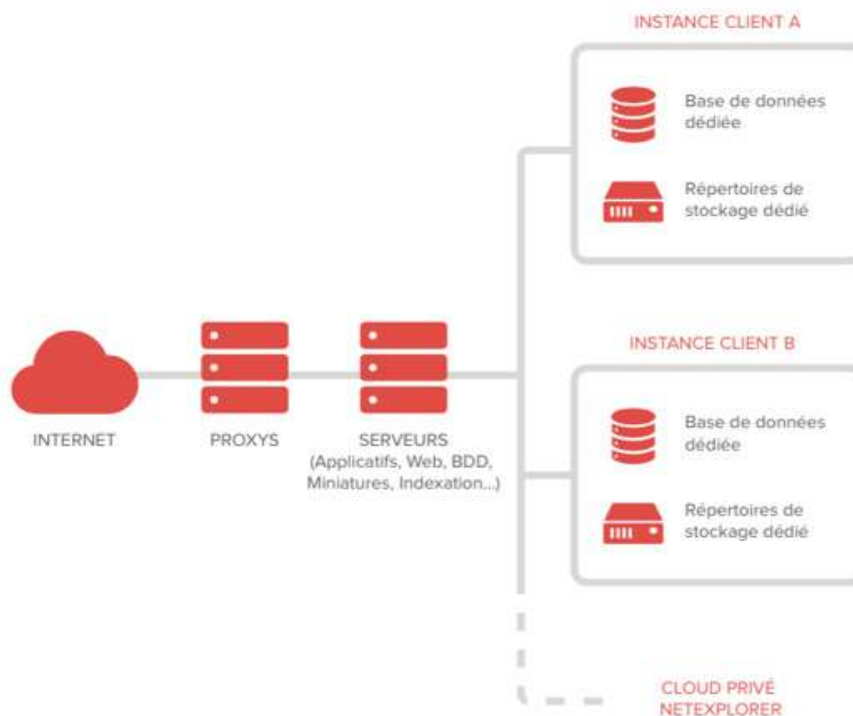 INSTANCE CLIENT A
Base de données
dédiée
Répertoires de
stockage dédié
INTERNET
PROXYS
SERVEURS
(Applicatifs, Web, BDD,
Miniatures, Indexation...)
INSTANCE CLIENT B
Base de données
dédiée
Répertoires de
stockage dédié
CLOUD PRIVÉ
NETEXPLORER